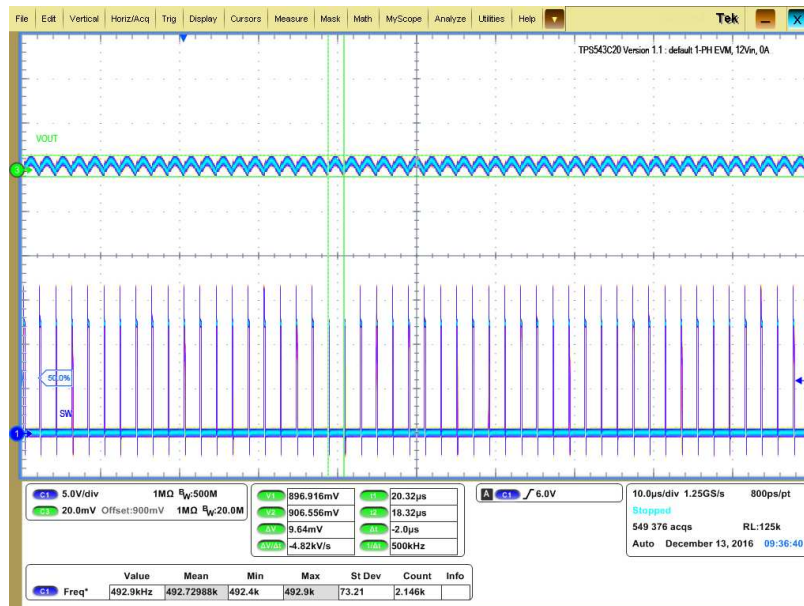 File Edit Vertical Horiz/Acq Trig Display Cursors Measure Mask Math MyScope Analyze Utilities Help Tek X
TPS543C20 Version 1.1 : default 1-PH EVM, 12Vin, 0A
VOUT
3
50.0%
SW
1
C1 5.0V/div 1MΩ BW:500M
C3 20.0mV Offset:900mV 1MΩ BW:20.0M
V1 896.916mV
V2 906.556mV
ΔV 9.64mV
ΔV/Δt -4.82kV/s
t1 20.32µs
t2 18.32µs
Δt -2.0µs
1/Δt 500kHz
A C1 6.0V
10.0µs/div 1.25GS/s 800ps/pt
Stopped
549 376 acqs RL:125k
Auto December 13, 2016 09:36:40
Value Mean Min Max St Dev Count Info
C1 Freq* 492.9kHz 492.72988k 492.4k 492.9k 73.21 2.146k